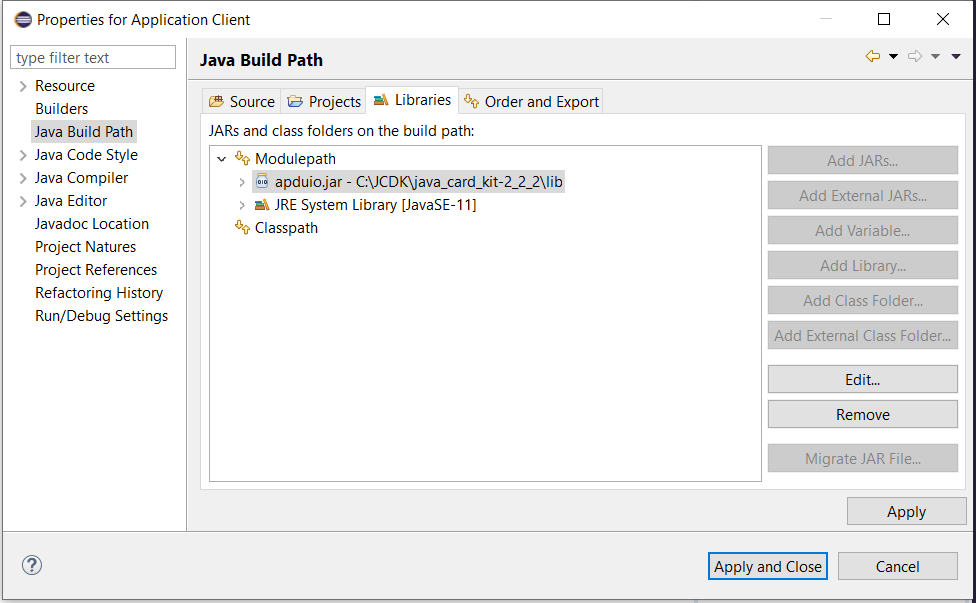 Properties for Application Client
type filter text
Resource
Builders
Java Build Path
Java Code Style
Java Compiler
Java Editor
Javadoc Location
Project Natures
Project References
Refactoring History
Run/Debug Settings
Java Build Path
Source Projects Libraries Order and Export
JARs and class folders on the build path:
Modulepath
apduio.jar - C:\JCDK\java_card_kit-2_2_2\lib
JRE System Library [JavaSE-11]
Classpath
Add JARs...
Add External JARs...
Add Variable...
Add Library...
Add Class Folder...
Add External Class Folder...
Edit...
Remove
Migrate JAR File...
Apply
?
Apply and Close Cancel